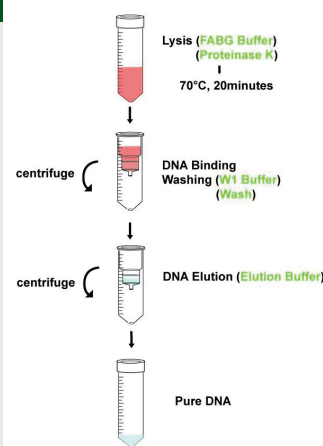 Lysis (FABG Buffer)
(Proteinase K)
70°C, 20minutes
centrifuge
DNA Binding
Washing (W1 Buffer)
(Wash)
centrifuge
DNA Elution (Elution Buffer)
Pure DNA